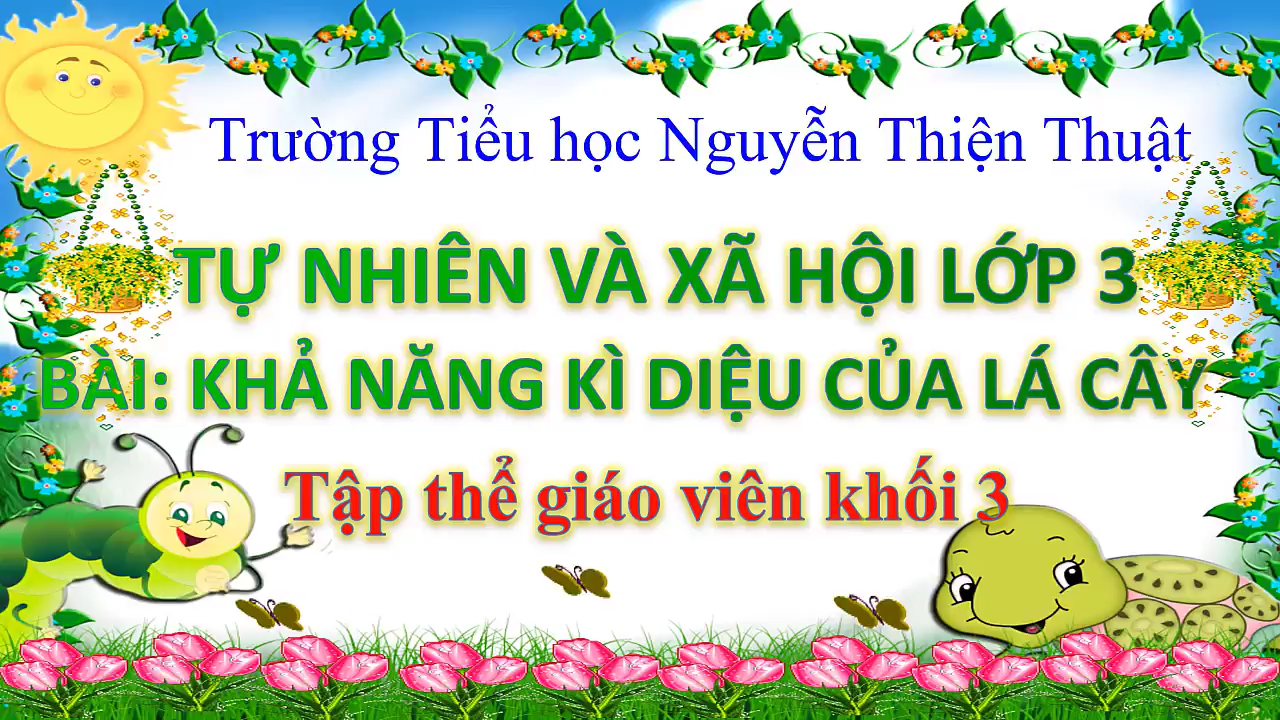 Trường Tiểu học Nguyễn Thiện Thuật
TỰ NHIÊN VÀ XÃ HỘI LỚP 3
BÀI: KHẢ NĂNG KÌ DIỆU CỦA LÁ CÂY
Tập thể giáo viên khối 3